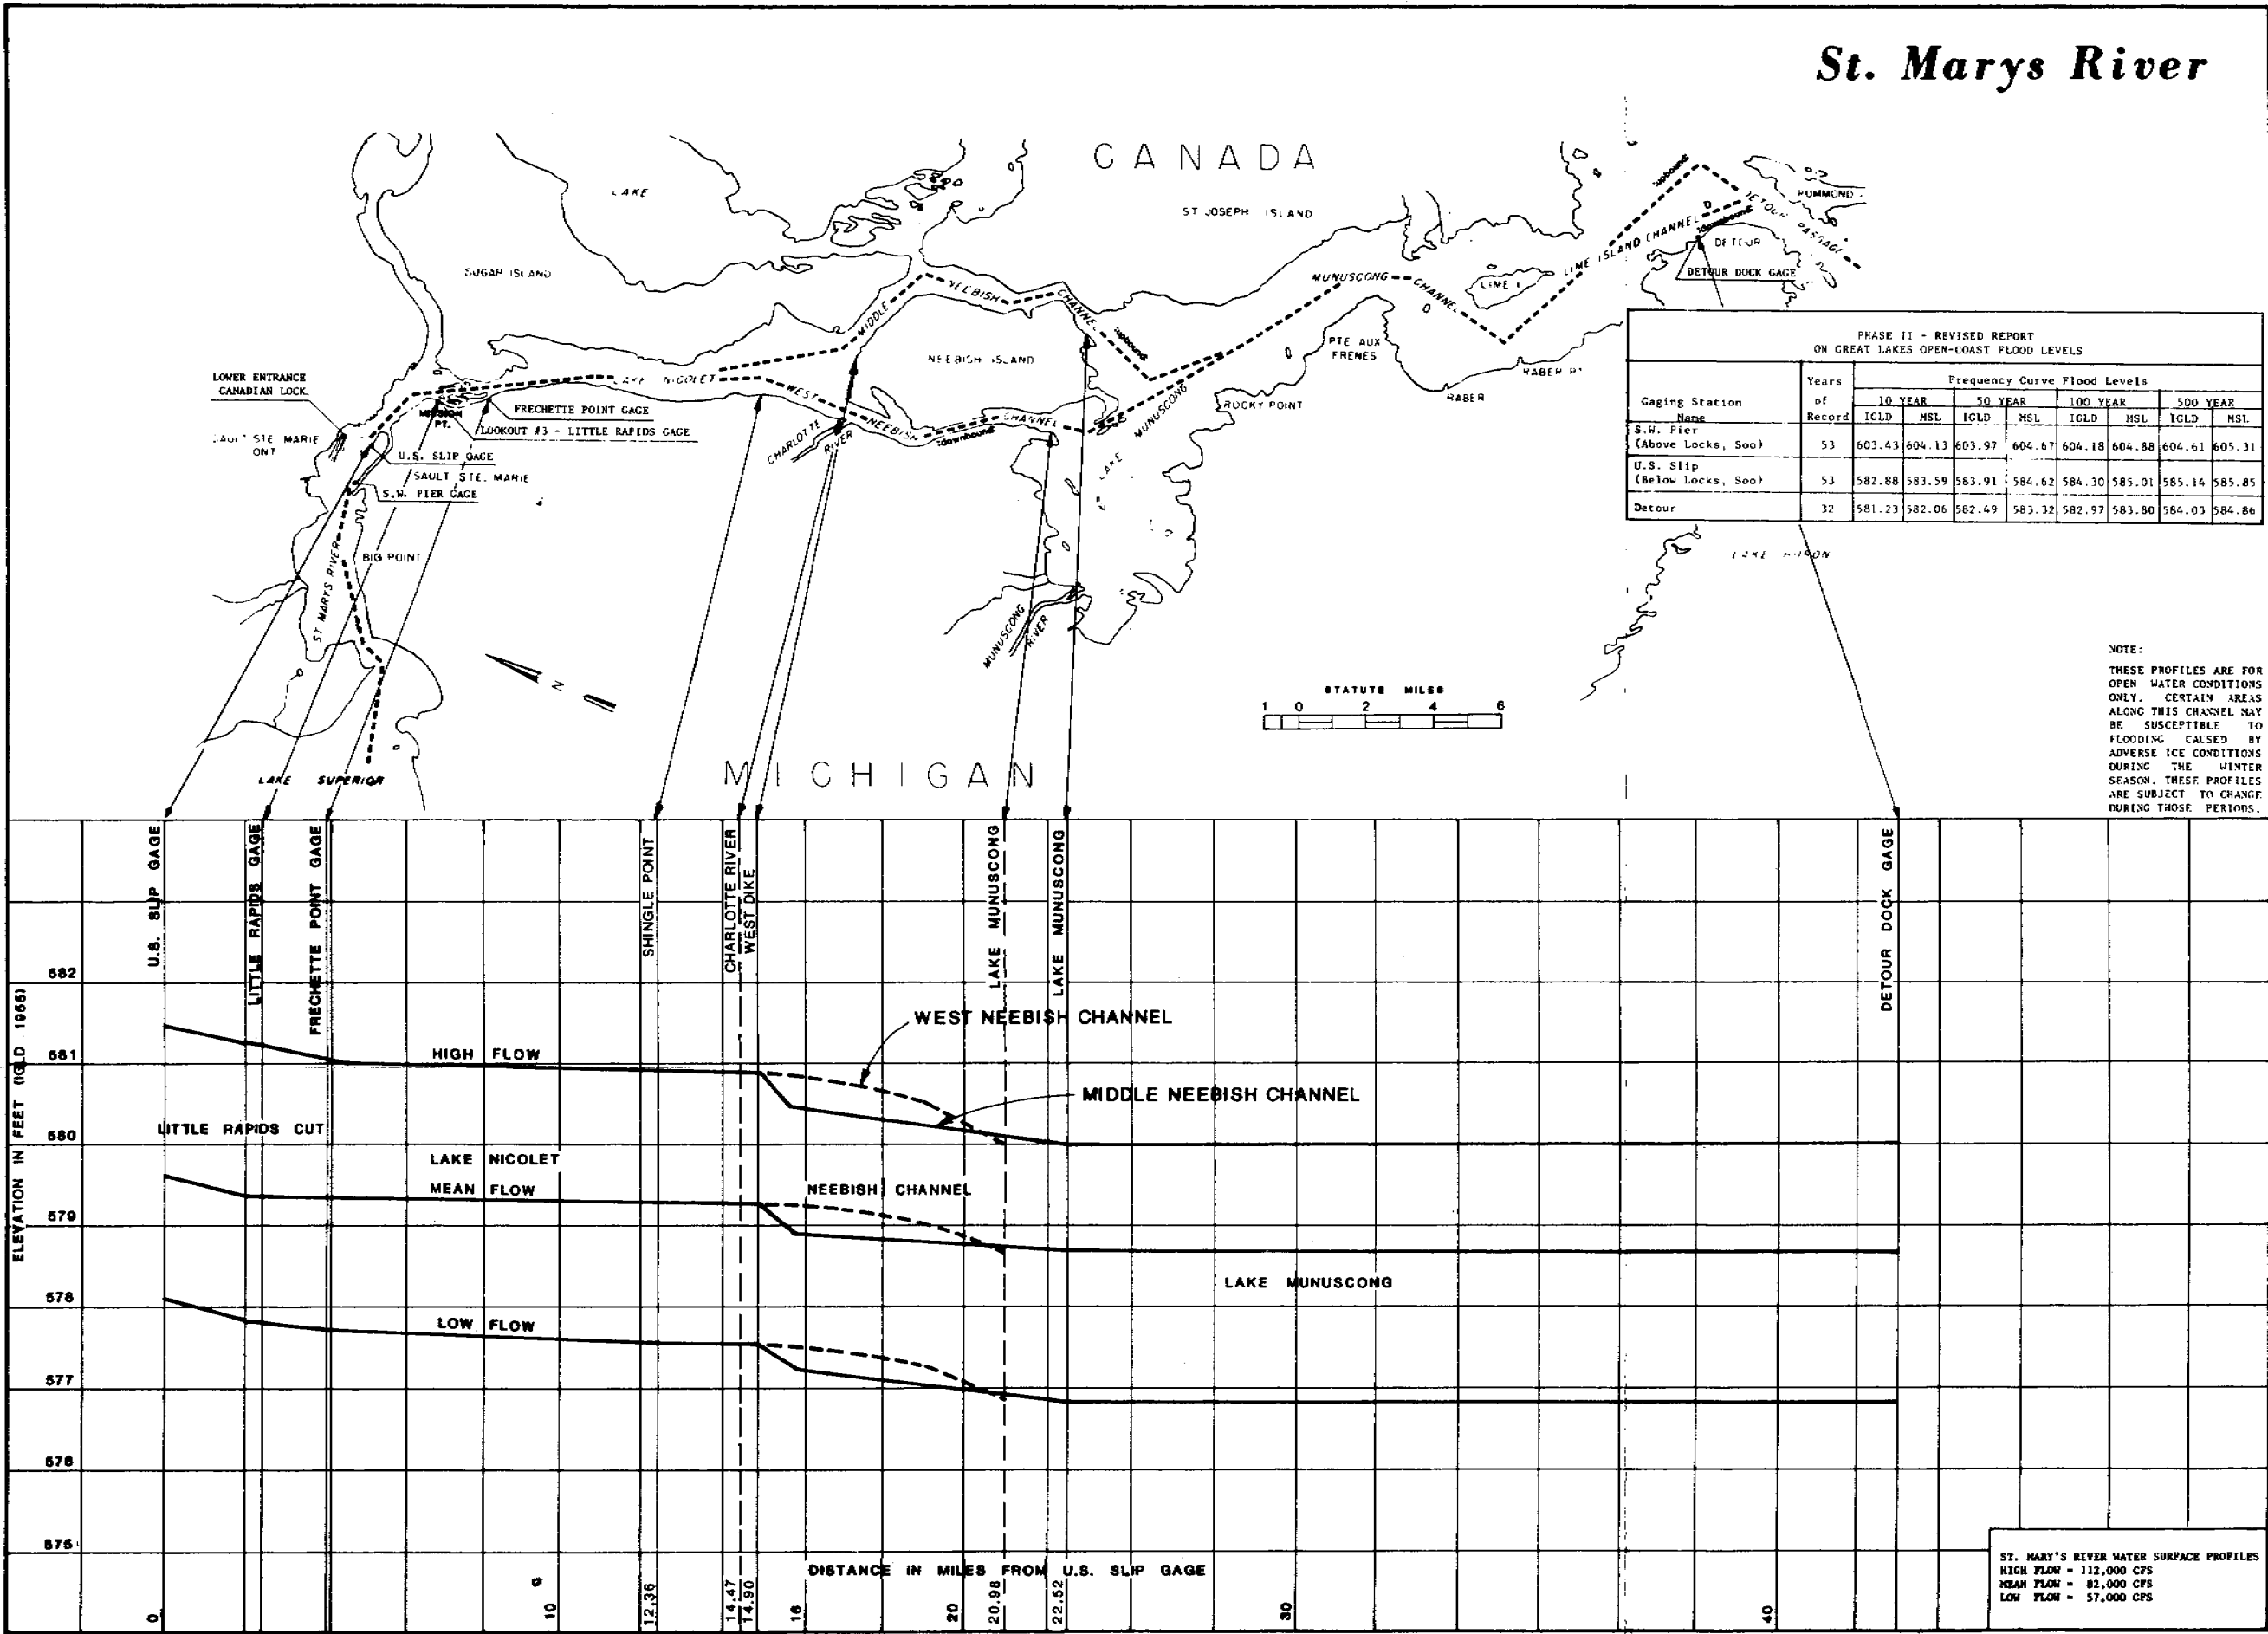 St. Marys River
CANADA
LAKE
ST JOSEPH ISLAND
SUGAR ISLAND
upbound
DRUMMOND
DETOUR PASSAGE
LIME ISLAND CHANNEL
downbound
DETOUR
DETOUR DOCK GAGE
MUNUSCONG CHANNEL
LIME I
MIDDLE NEEBISH CHANNEL
upbound
NEEBISH ISLAND
PTE AUX
FRENES
RABER PT
RABER
ROCKY POINT
LAKE NICOLET
WEST NEEBISH CHANNEL
downbound
LAKE MUNUSCONG
LOWER ENTRANCE
CANADIAN LOCK
MISSION
PT.
FRECHETTE POINT GAGE
LOOKOUT #3 - LITTLE RAPIDS GAGE
SAULT STE MARIE
ONT
U.S. SLIP GAGE
SAULT STE. MARIE
S.W. PIER GAGE
CHARLOTTE
RIVER
BIG POINT
ST MARYS RIVER
MUNUSCONG
RIVER
LAKE HURON
N
LAKE SUPERIOR
MICHIGAN
STATUTE MILES
1 0 2 4 6
PHASE II - REVISED REPORT
ON GREAT LAKES OPEN-COAST FLOOD LEVELS
Gaging Station
Name
Years
of
Record
Frequency Curve Flood Levels
10 YEAR 50 YEAR 100 YEAR 500 YEAR
IGLD MSL IGLD MSL IGLD MSL IGLD MSL
S.W. Pier
(Above Locks, Soo) 53 603.43 604.13 603.97 604.67 604.18 604.88 604.61 605.31
U.S. Slip
(Below Locks, Soo) 53 582.88 583.59 583.91 584.62 584.30 585.01 585.14 585.85
Detour 32 581.23 582.06 582.49 583.32 582.97 583.80 584.03 584.86
NOTE:
THESE PROFILES ARE FOR
OPEN WATER CONDITIONS
ONLY. CERTAIN AREAS
ALONG THIS CHANNEL MAY
BE SUSCEPTIBLE TO
FLOODING CAUSED BY
ADVERSE ICE CONDITIONS
DURING THE WINTER
SEASON. THESE PROFILES
ARE SUBJECT TO CHANGE
DURING THOSE PERIODS.
U.S. SLIP GAGE
LITTLE RAPIDS GAGE
FRECHETTE POINT GAGE
SHINGLE POINT
CHARLOTTE RIVER
WEST DIKE
LAKE MUNUSCONG
LAKE MUNUSCONG
DETOUR DOCK GAGE
ELEVATION IN FEET (IGLD 1955)
582
581
580
579
578
577
576
575
WEST NEEBISH CHANNEL
HIGH FLOW
MIDDLE NEEBISH CHANNEL
LITTLE RAPIDS CUT
LAKE NICOLET
MEAN FLOW
NEEBISH CHANNEL
LAKE MUNUSCONG
LOW FLOW
DISTANCE IN MILES FROM U.S. SLIP GAGE
0 10 12.36 14.47 14.90 16 20 20.98 22.52 30 40
ST. MARY'S RIVER WATER SURFACE PROFILES
HIGH FLOW = 112,000 CFS
MEAN FLOW = 82,000 CFS
LOW FLOW = 57,000 CFS